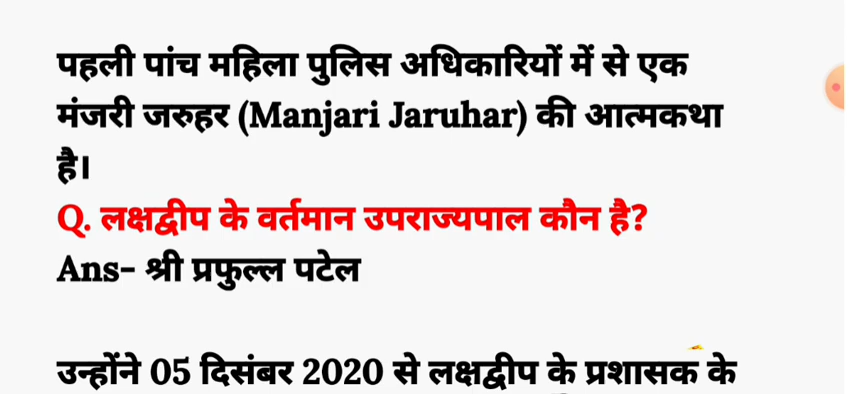 पहली पांच महिला पुलिस अधिकारियों में से एक
मंजरी जरुहर (Manjari Jaruhar) की आत्मकथा
है।
Q. लक्षद्वीप के वर्तमान उपराज्यपाल कौन है?
Ans- श्री प्रफुल्ल पटेल
उन्होंने 05 दिसंबर 2020 से लक्षद्वीप के प्रशासक के